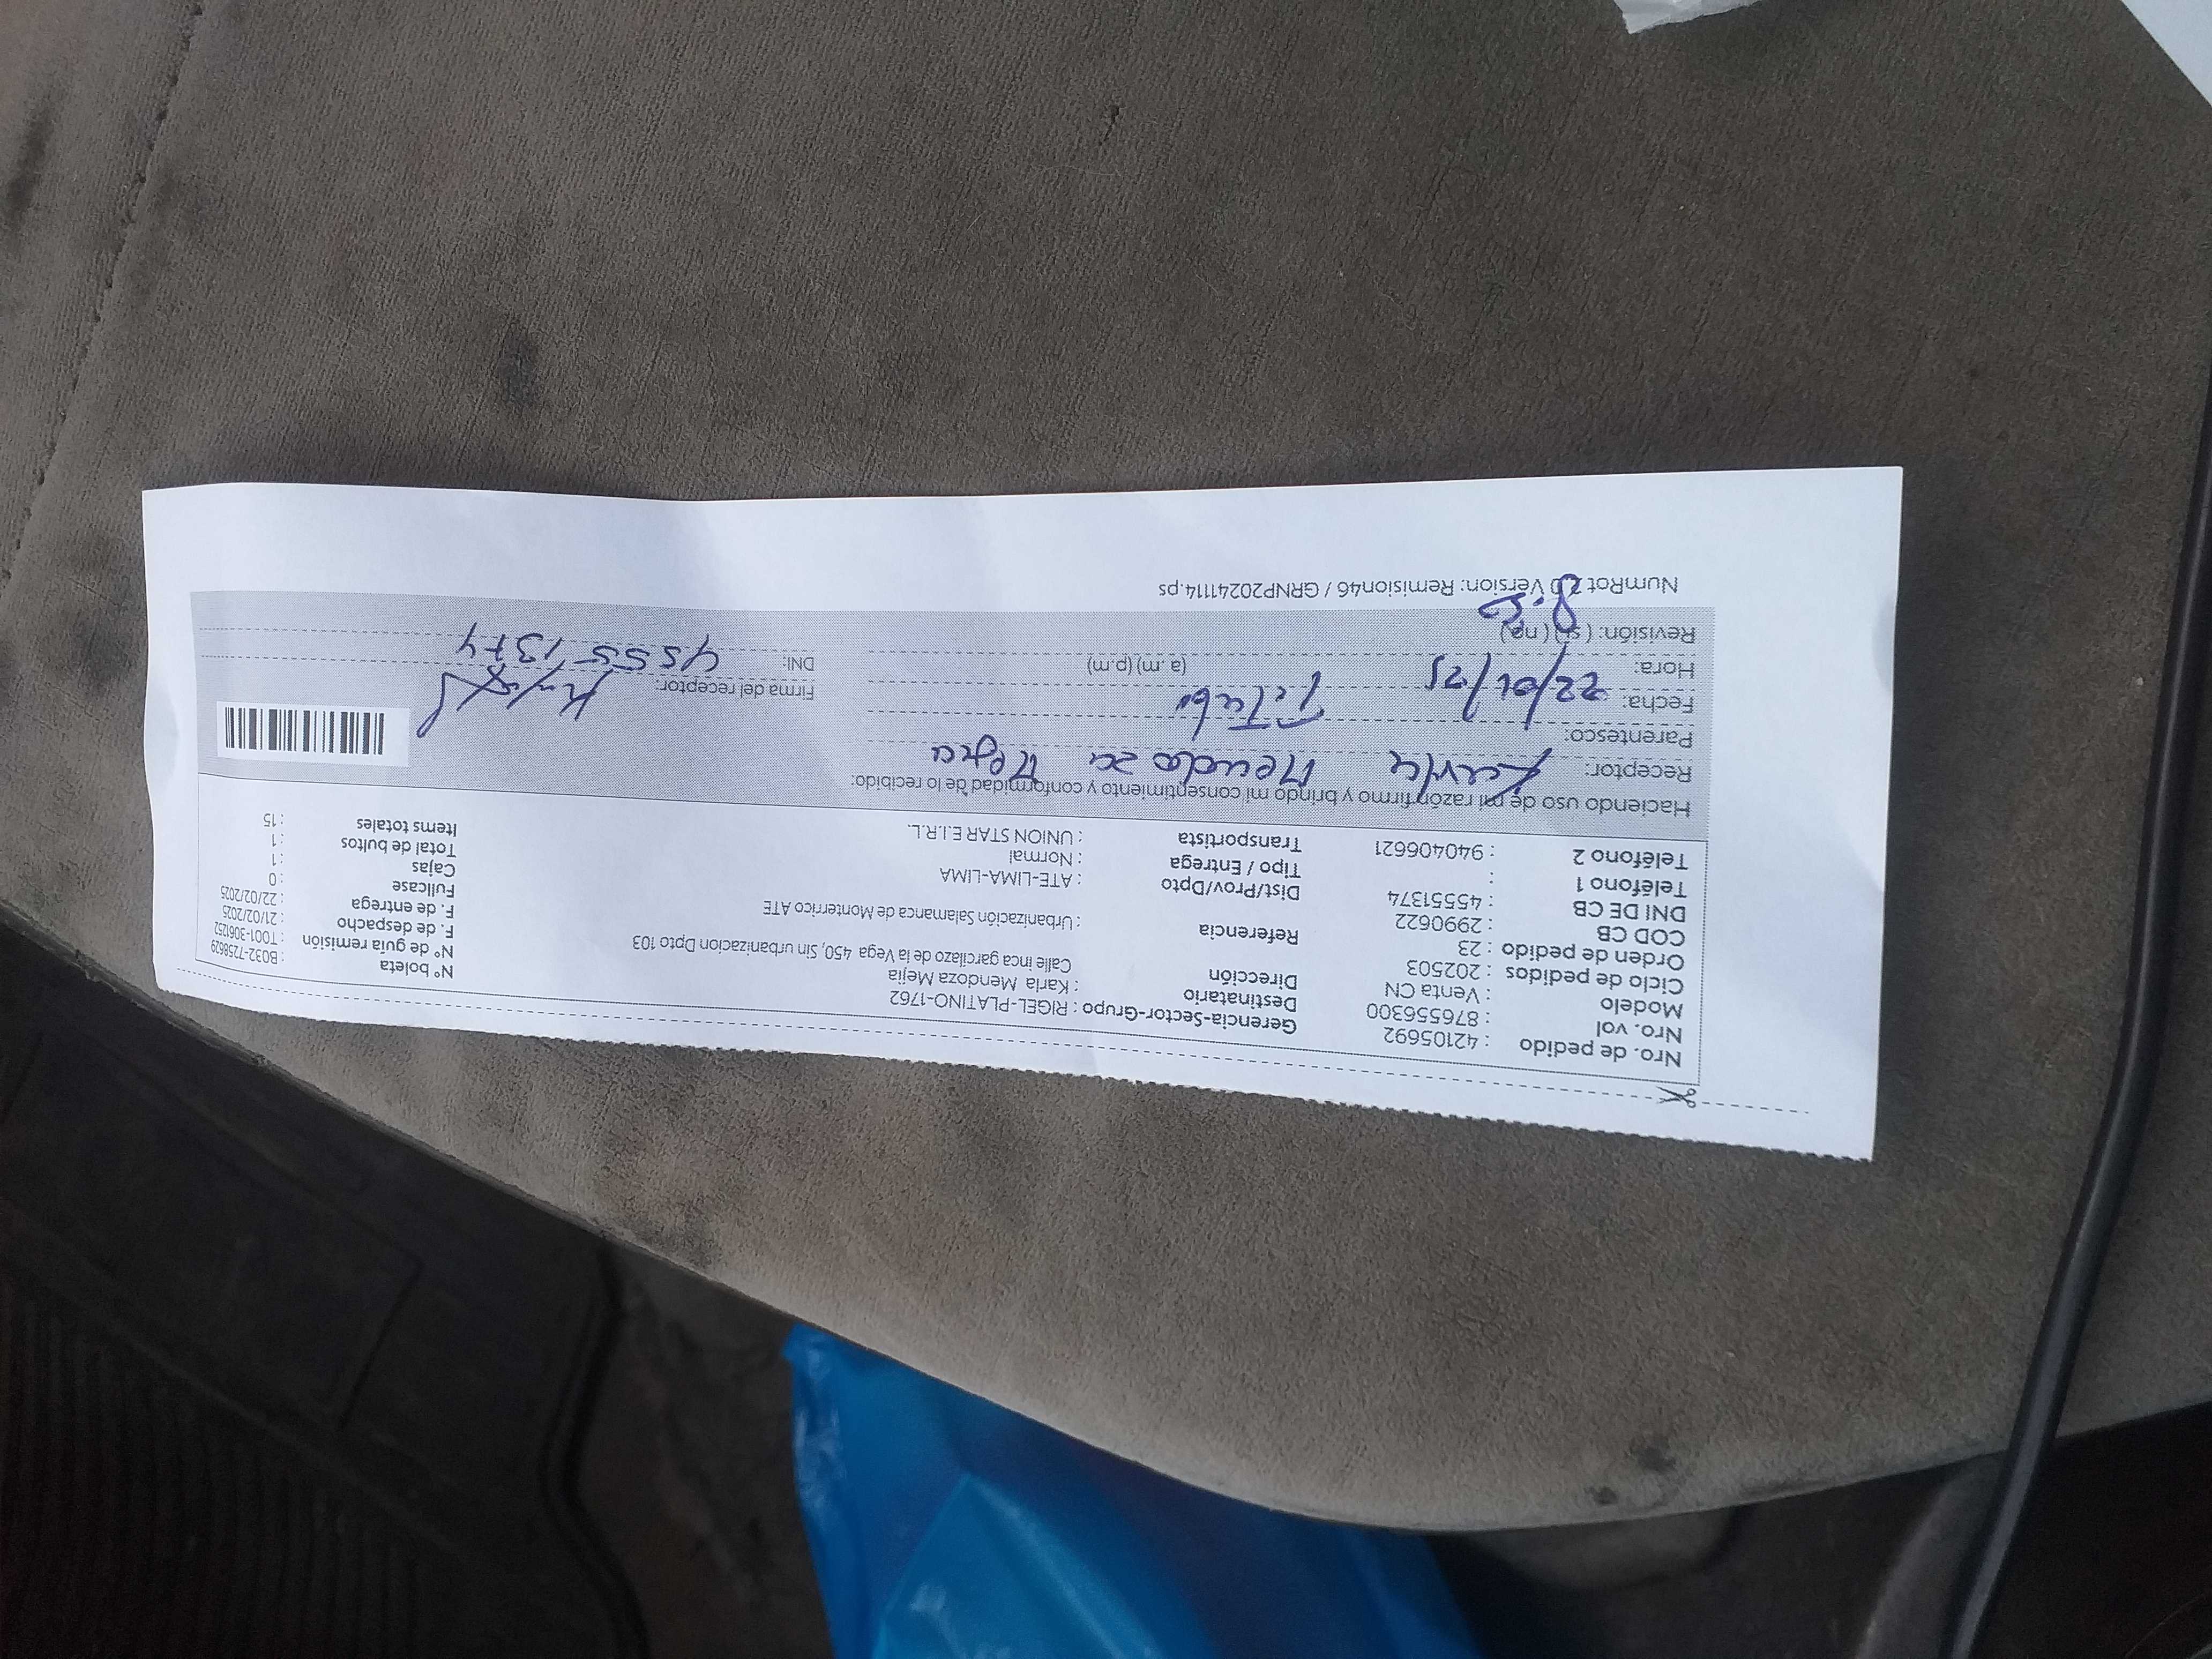 Nro. de pedido : 42105692
Nro. vol : 876556300
Modelo : Venta CN
Ciclo de pedidos : 202503
Orden de pedido : 23
COD CB : 2990622
DNI DE CB : 45551374
Teléfono 1 :
Teléfono 2 : 940406621
Gerencia-Sector-Grupo : RIGEL-PLATINO-1762
Destinatario : Karla Mendoza Mejia
Dirección Calle inca garcilazo de la Vega 450, Sin urbanizacion Dpto 103
Referencia : Urbanización Salamanca de Monterrico ATE
Dist/Prov/Dpto : ATE-LIMA-LIMA
Tipo / Entrega : Normal
Transportista : UNION STAR E.I.R.L.
N° boleta : B032-7258629
N° de guía remisión : T001-3061252
F. de despacho : 21/02/2025
F. de entrega : 22/02/2025
Fullcase : 0
Cajas : 1
Total de bultos : 1
Items totales : 15
Haciendo uso de mi razón firmo y brindo mi consentimiento y conformidad de lo recibido:
Receptor: Karla Mendoza Mejia
Parentesco: Titular
Fecha: 22/02/25
Hora: (a.m) (p.m)
Revisión: (si) (no)
Firma del receptor:
DNI: 45551374
NumRot Version: Remision46 / GRNP20241114.ps